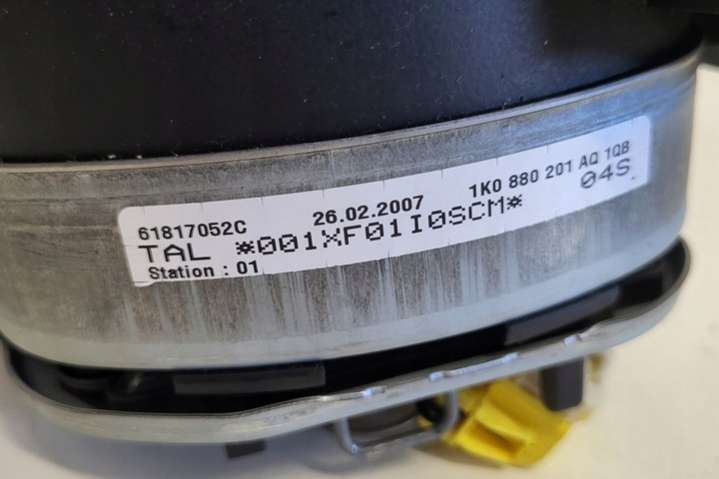 61817052C 26.02.2007 1K0 880 201 AQ 1QB
TAL *001XF01I0SCM* 04S
Station : 01